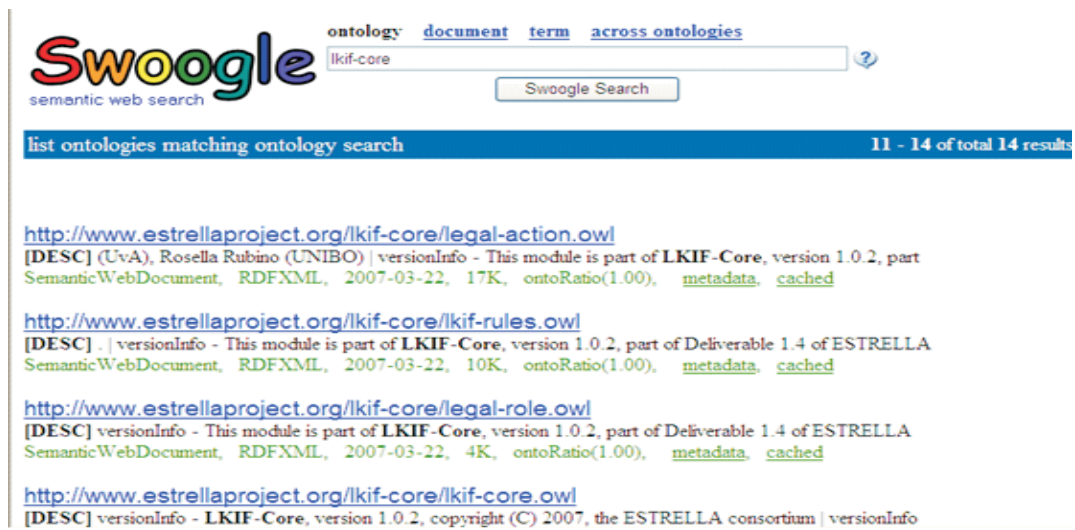 ontology document term across ontologies
Swoogle
semantic web search
lkif-core
?
Swoogle Search
list ontologies matching ontology search 11 - 14 of total 14 results
http://www.estrellaproject.org/lkif-core/legal-action.owl
[DESC] (UvA), Rosella Rubino (UNIBO) | versionInfo - This module is part of LKIF-Core, version 1.0.2, part
SemanticWebDocument, RDFXML, 2007-03-22, 17K, ontoRatio(1.00), metadata, cached
http://www.estrellaproject.org/lkif-core/lkif-rules.owl
[DESC] . | versionInfo - This module is part of LKIF-Core, version 1.0.2, part of Deliverable 1.4 of ESTRELLA
SemanticWebDocument, RDFXML, 2007-03-22, 10K, ontoRatio(1.00), metadata, cached
http://www.estrellaproject.org/lkif-core/legal-role.owl
[DESC] versionInfo - This module is part of LKIF-Core, version 1.0.2, part of Deliverable 1.4 of ESTRELLA
SemanticWebDocument, RDFXML, 2007-03-22, 4K, ontoRatio(1.00), metadata, cached
http://www.estrellaproject.org/lkif-core/lkif-core.owl
[DESC] versionInfo - LKIF-Core, version 1.0.2, copyright (C) 2007, the ESTRELLA consortium | versionInfo